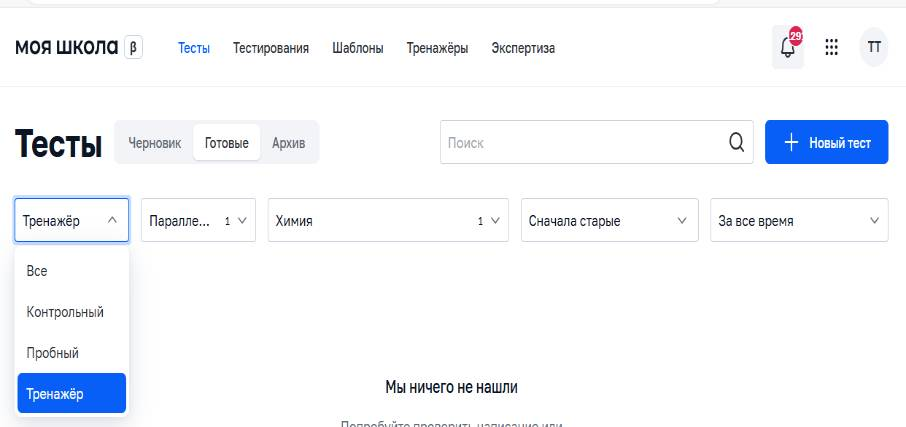 моя школа β Тесты Тестирования Шаблоны Тренажёры Экспертиза 29 ТТ
Тесты Черновик Готовые Архив Поиск Новый тест
Тренажёр Паралле... 1 Химия 1 Сначала старые За все время
Все
Контрольный
Пробный
Тренажёр
Мы ничего не нашли
Попробуйте проверить написание или